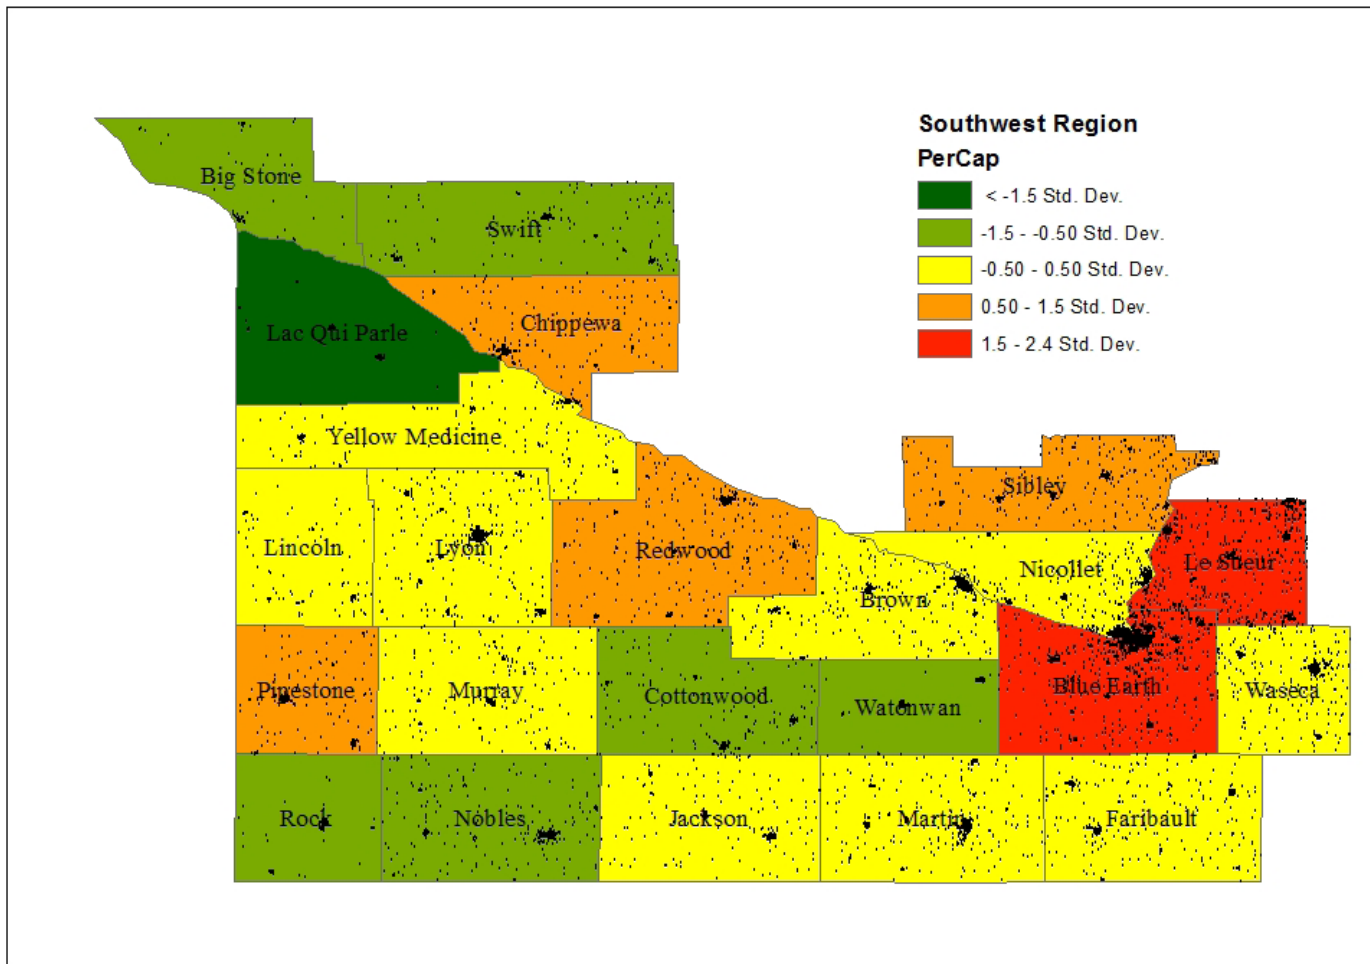 Southwest Region
PerCap
< -1.5 Std. Dev.
-1.5 - -0.50 Std. Dev.
-0.50 - 0.50 Std. Dev.
0.50 - 1.5 Std. Dev.
1.5 - 2.4 Std. Dev.
Big Stone
Swift
Lac Qui Parle
Chippewa
Yellow Medicine
Sibley
Lincoln
Lyon
Redwood
Brown
Nicollet
Le Sueur
Pipestone
Murray
Cottonwood
Watonwan
Blue Earth
Waseca
Rock
Nobles
Jackson
Martin
Faribault